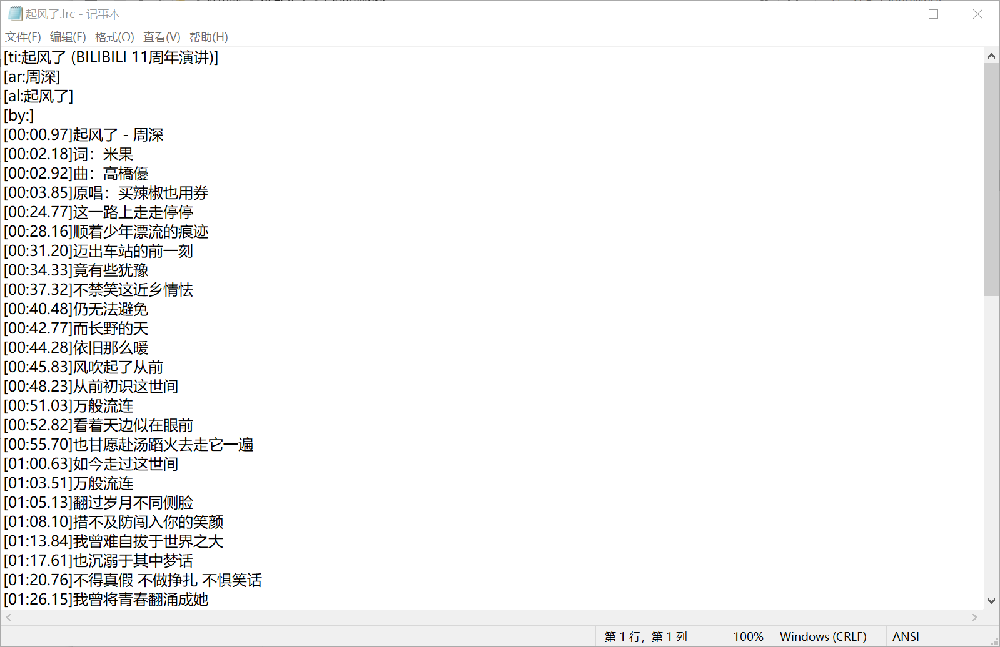 起风了.lrc - 记事本
文件(F) 编辑(E) 格式(O) 查看(V) 帮助(H)
[ti:起风了 (BILIBILI 11周年演讲)]
[ar:周深]
[al:起风了]
[by:]
[00:00.97]起风了 - 周深
[00:02.18]词：米果
[00:02.92]曲：高橋優
[00:03.85]原唱：买辣椒也用券
[00:24.77]这一路上走走停停
[00:28.16]顺着少年漂流的痕迹
[00:31.20]迈出车站的前一刻
[00:34.33]竟有些犹豫
[00:37.32]不禁笑这近乡情怯
[00:40.48]仍无法避免
[00:42.77]而长野的天
[00:44.28]依旧那么暖
[00:45.83]风吹起了从前
[00:48.23]从前初识这世间
[00:51.03]万般流连
[00:52.82]看着天边似在眼前
[00:55.70]也甘愿赴汤蹈火去走它一遍
[01:00.63]如今走过这世间
[01:03.51]万般流连
[01:05.13]翻过岁月不同侧脸
[01:08.10]措不及防闯入你的笑颜
[01:13.84]我曾难自拔于世界之大
[01:17.61]也沉溺于其中梦话
[01:20.76]不得真假 不做挣扎 不惧笑话
[01:26.15]我曾将青春翻涌成她
第 1 行，第 1 列 100% Windows (CRLF) ANSI